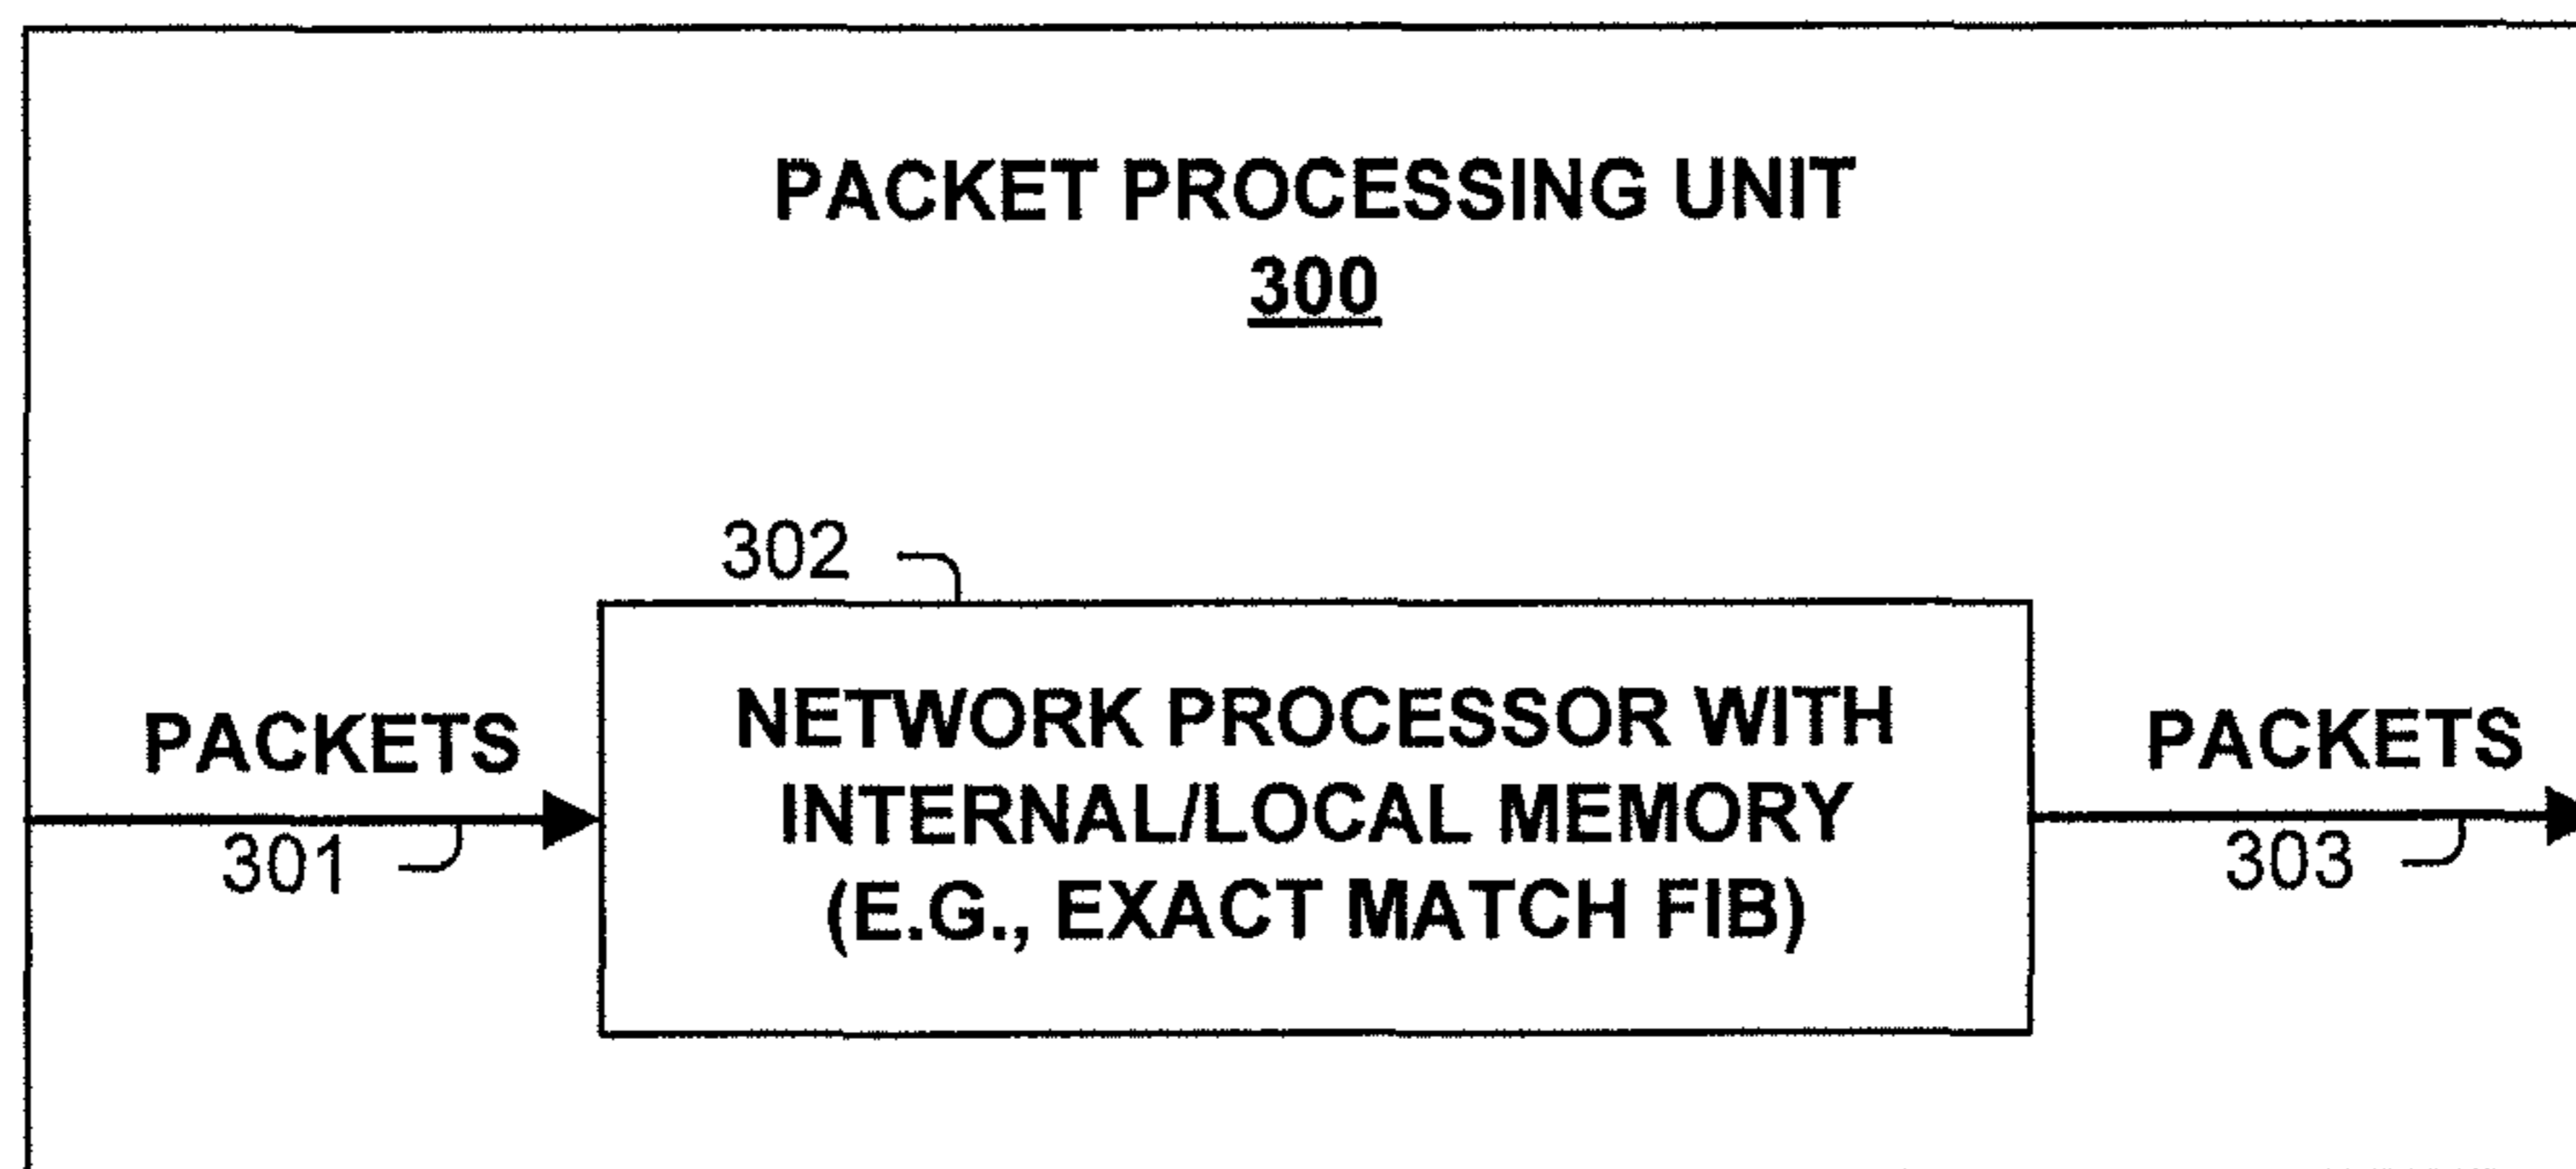 PACKET PROCESSING UNIT
300
302
NETWORK PROCESSOR WITH
INTERNAL/LOCAL MEMORY
(E.G., EXACT MATCH FIB)
PACKETS
301
PACKETS
303